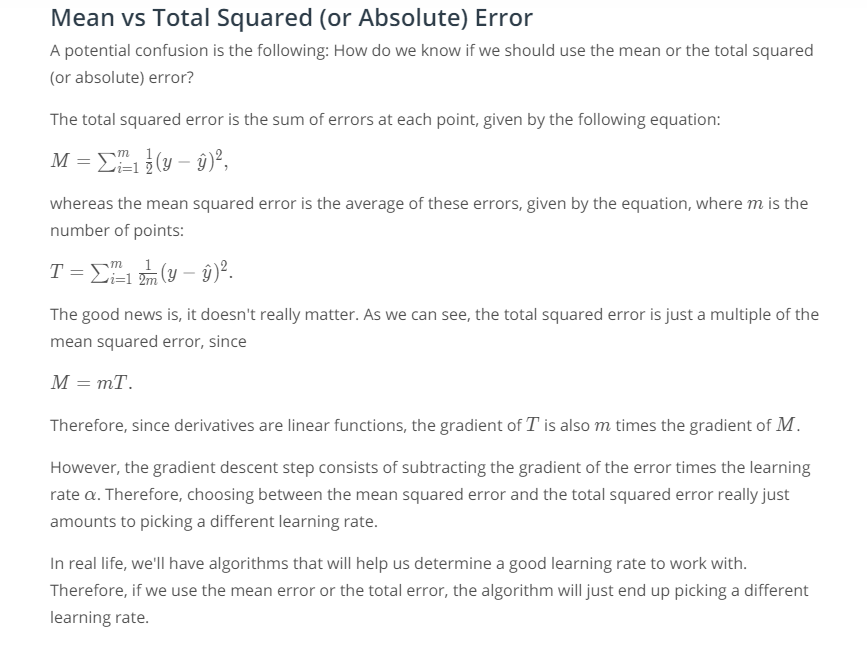 Mean vs Total Squared (or Absolute) Error
A potential confusion is the following: How do we know if we should use the mean or the total squared
(or absolute) error?
The total squared error is the sum of errors at each point, given by the following equation:
M = ∑ᵐᵢ₌₁ ½(y − ŷ)²,
whereas the mean squared error is the average of these errors, given by the equation, where m is the
number of points:
T = ∑ᵐᵢ₌₁ 1/2m (y − ŷ)².
The good news is, it doesn't really matter. As we can see, the total squared error is just a multiple of the
mean squared error, since
M = mT.
Therefore, since derivatives are linear functions, the gradient of T is also m times the gradient of M.
However, the gradient descent step consists of subtracting the gradient of the error times the learning
rate α. Therefore, choosing between the mean squared error and the total squared error really just
amounts to picking a different learning rate.
In real life, we'll have algorithms that will help us determine a good learning rate to work with.
Therefore, if we use the mean error or the total error, the algorithm will just end up picking a different
learning rate.